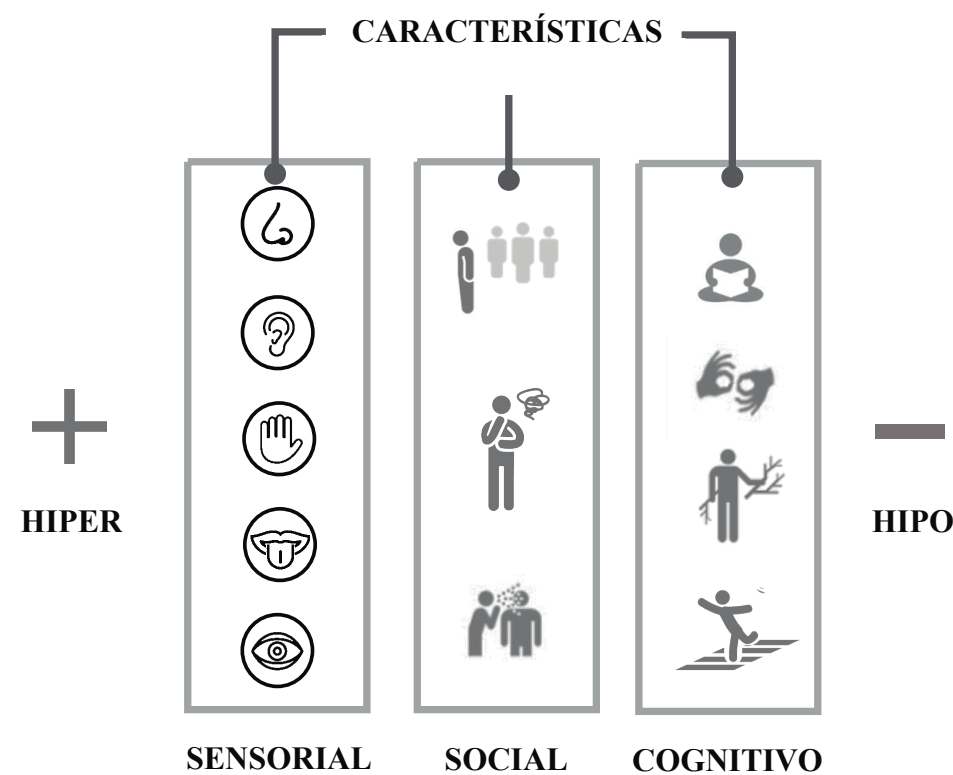 CARACTERÍSTICAS
HIPER
HIPO
SENSORIAL
SOCIAL
COGNITIVO